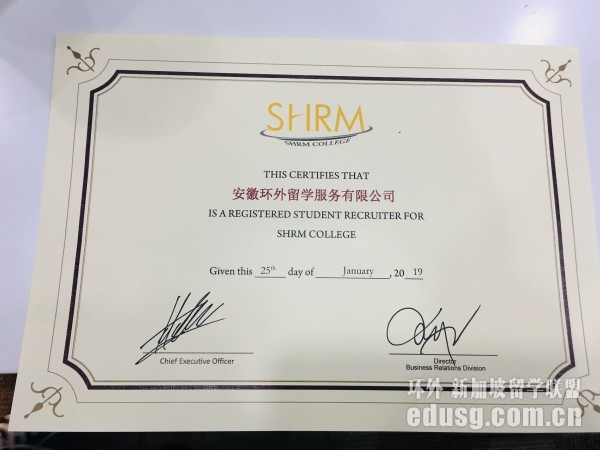 SHRM
SHRM COLLEGE
THIS CERTIFIES THAT
安徽环外留学服务有限公司
IS A REGISTERED STUDENT RECRUITER FOR
SHRM COLLEGE
Given this 25th day of January, 2019
Chief Executive Officer
Director
Business Relations Division
环外 新加坡留学联盟
edusg.com.cn